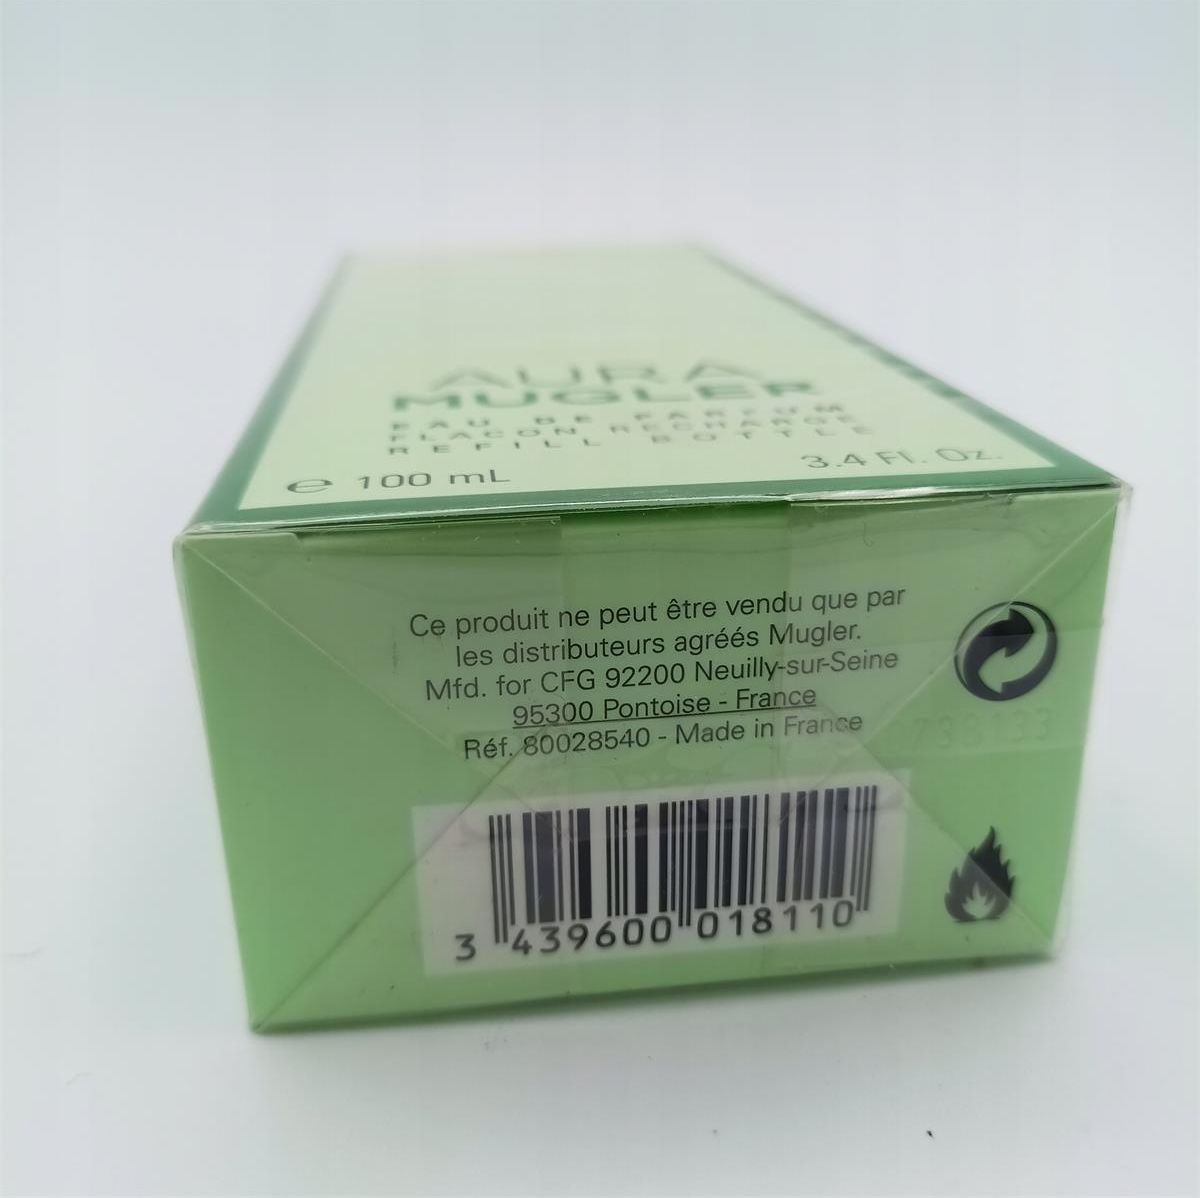 AURA
MUGLER
EAU DE PARFUM
FLACON RECHARGE
REFILL BOTTLE
℮ 100 mL 3.4 Fl. Oz.
Ce produit ne peut être vendu que par
les distributeurs agréés Mugler.
Mfd. for CFG 92200 Neuilly-sur-Seine
95300 Pontoise - France
Réf. 80028540 - Made in France
3 439600 018110